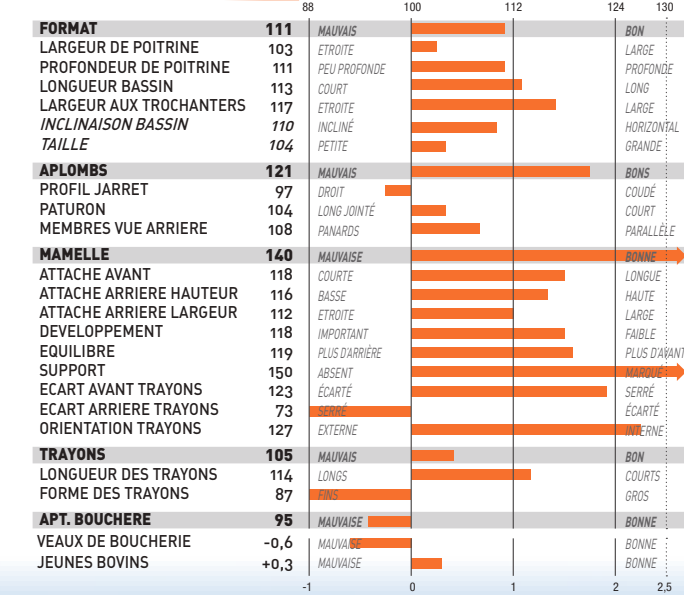 88 100 112 124 130
FORMAT 111 MAUVAIS BON
LARGEUR DE POITRINE 103 ETROITE LARGE
PROFONDEUR DE POITRINE 111 PEU PROFONDE PROFONDE
LONGUEUR BASSIN 113 COURT LONG
LARGEUR AUX TROCHANTERS 117 ETROITE LARGE
INCLINAISON BASSIN 110 INCLINÉ HORIZONTAL
TAILLE 104 PETITE GRANDE
APLOMBS 121 MAUVAIS BONS
PROFIL JARRET 97 DROIT COUDÉ
PATURON 104 LONG JOINTÉ COURT
MEMBRES VUE ARRIERE 108 PANARDS PARALLÈLE
MAMELLE 140 MAUVAISE BONNE
ATTACHE AVANT 118 COURTE LONGUE
ATTACHE ARRIERE HAUTEUR 116 BASSE HAUTE
ATTACHE ARRIERE LARGEUR 112 ETROITE LARGE
DEVELOPPEMENT 118 IMPORTANT FAIBLE
EQUILIBRE 119 PLUS D'ARRIÈRE PLUS D'AVANT
SUPPORT 150 ABSENT MARQUÉ
ECART AVANT TRAYONS 123 ÉCARTÉ SERRÉ
ECART ARRIERE TRAYONS 73 SERRÉ ÉCARTÉ
ORIENTATION TRAYONS 127 EXTERNE INTERNE
TRAYONS 105 MAUVAIS BON
LONGUEUR DES TRAYONS 114 LONGS COURTS
FORME DES TRAYONS 87 FINS GROS
APT. BOUCHERE 95 MAUVAISE BONNE
VEAUX DE BOUCHERIE -0,6 MAUVAISE BONNE
JEUNES BOVINS +0,3 MAUVAISE BONNE
-1 0 1 2 2,5